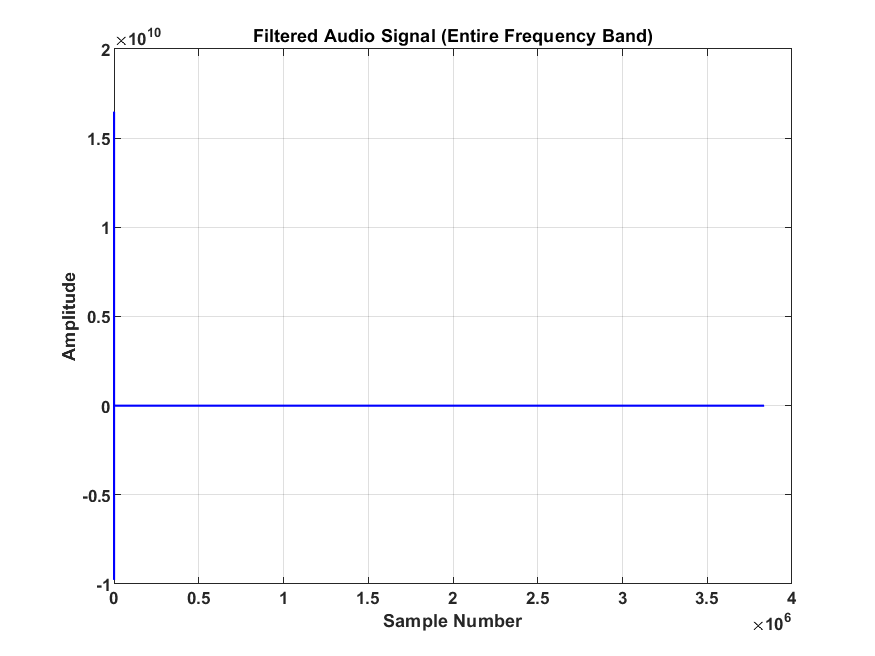 Filtered Audio Signal (Entire Frequency Band)
×10^10
2
1.5
1
0.5
0
-0.5
-1
Amplitude
0 0.5 1 1.5 2 2.5 3 3.5 4
Sample Number
×10^6